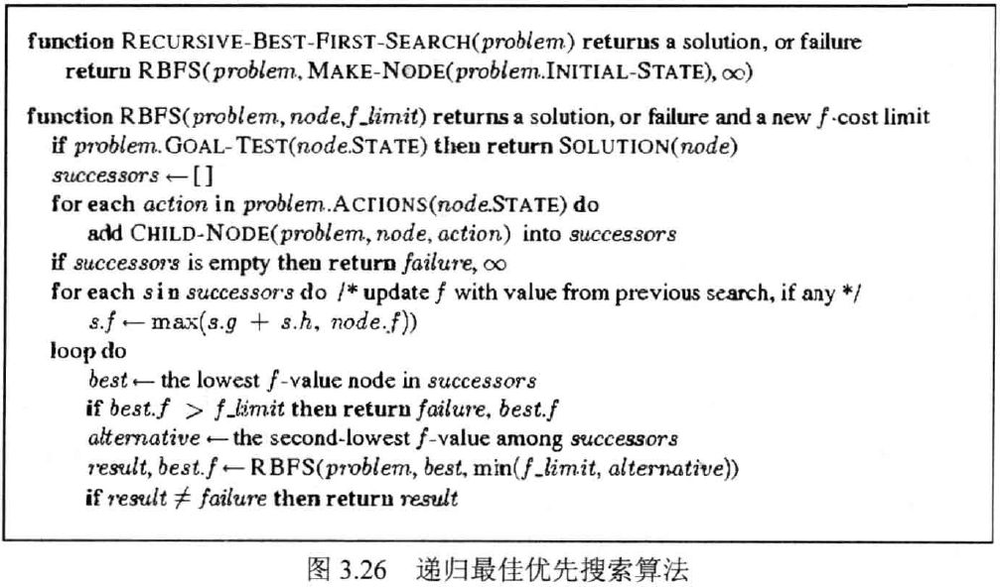 function RECURSIVE-BEST-FIRST-SEARCH(problem) returns a solution, or failure
return RBFS(problem, MAKE-NODE(problem.INITIAL-STATE), ∞)
function RBFS(problem, node, f_limit) returns a solution, or failure and a new f-cost limit
if problem.GOAL-TEST(node.STATE) then return SOLUTION(node)
successors ← [ ]
for each action in problem.ACTIONS(node.STATE) do
add CHILD-NODE(problem, node, action) into successors
if successors is empty then return failure, ∞
for each s in successors do /* update f with value from previous search, if any */
s.f ← max(s.g + s.h, node.f))
loop do
best ← the lowest f-value node in successors
if best.f > f_limit then return failure, best.f
alternative ← the second-lowest f-value among successors
result, best.f ← RBFS(problem, best, min(f_limit, alternative))
if result ≠ failure then return result
图 3.26 递归最佳优先搜索算法